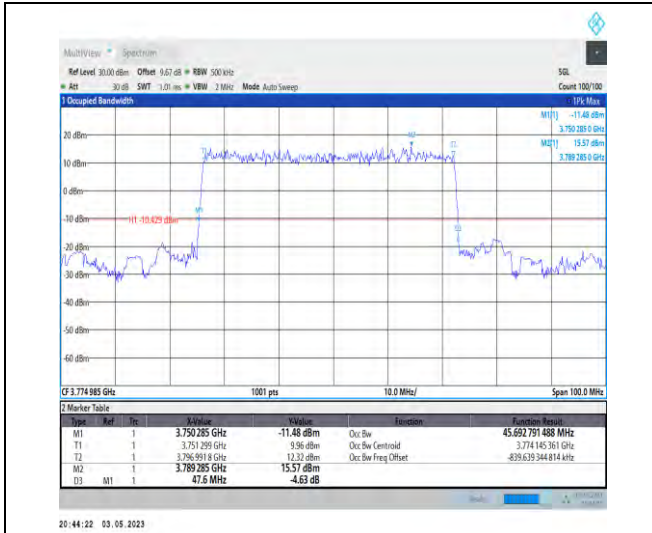 MultiView Spectrum
Ref Level 30.00 dBm Offset 9.67 dB RBW 500 kHz SGL
Att 30 dB SWT 1.01 ms VBW 2 MHz Mode Auto Sweep Count 100/100
1 Occupied Bandwidth 1Pk Max
M1[1] -11.48 dBm
3.750 285 0 GHz
20 dBm M2[1] 15.57 dBm
3.789 285 0 GHz
10 dBm
0 dBm
-10 dBm H1 -10.429 dBm
-20 dBm
-30 dBm
-40 dBm
-50 dBm
-60 dBm
CF 3.774 985 GHz 1001 pts 10.0 MHz/ Span 100.0 MHz
2 Marker Table
Type Ref Trc X-Value Y-Value Function Function Result
M1 1 3.750 285 GHz -11.48 dBm Occ Bw 45.692 791 488 MHz
T1 1 3.751 299 GHz 9.96 dBm Occ Bw Centroid 3.774 145 361 GHz
T2 1 3.796 991 8 GHz 12.32 dBm Occ Bw Freq Offset -839.639 344 814 kHz
M2 1 3.789 285 GHz 15.57 dBm
D3 M1 1 47.6 MHz -4.63 dB
20:44:22 03.05.2023